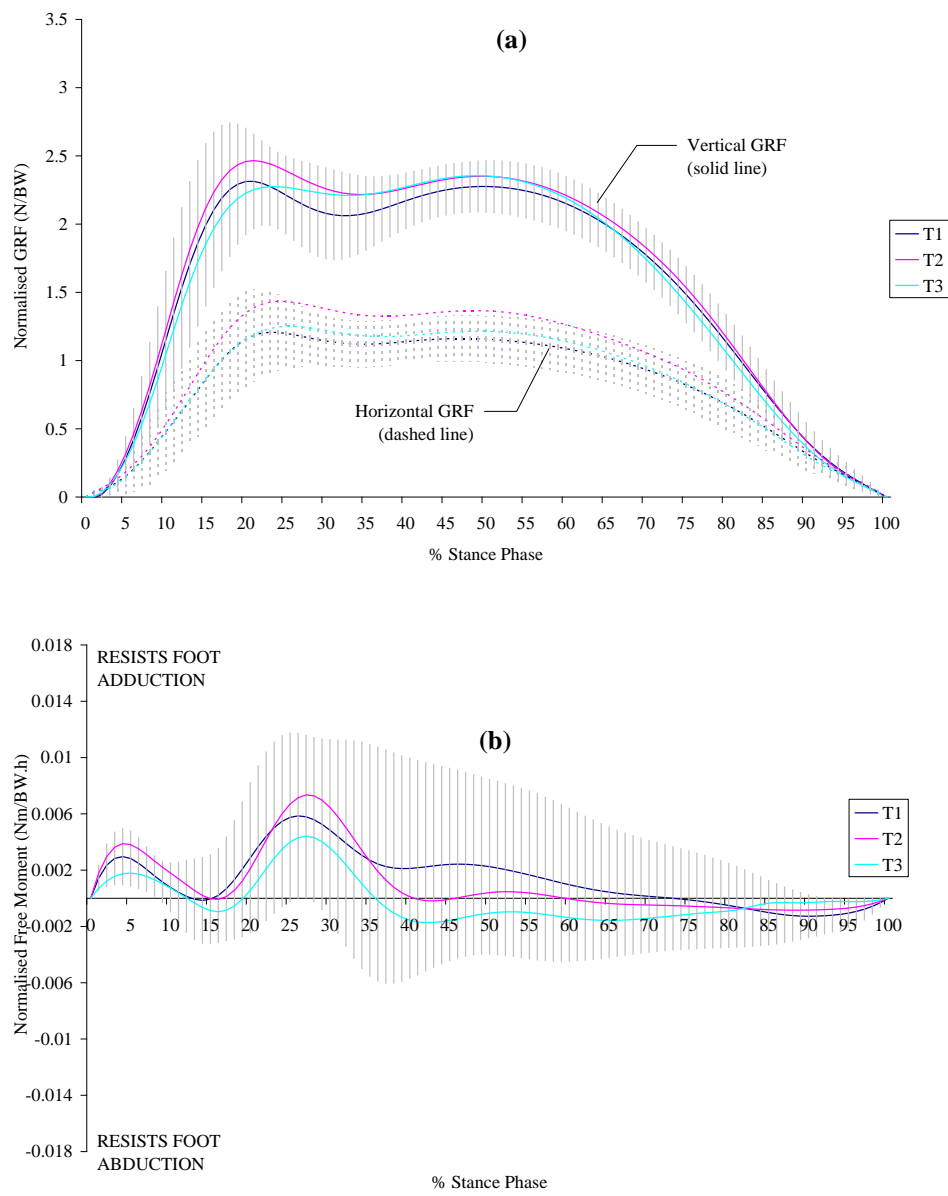 (a)
3.5
3
2.5
2
1.5
1
0.5
0
Normalised GRF (N/BW)
Vertical GRF
(solid line)
Horizontal GRF
(dashed line)
T1
T2
T3
0 5 10 15 20 25 30 35 40 45 50 55 60 65 70 75 80 85 90 95 100
% Stance Phase
(b)
RESISTS FOOT
ADDUCTION
0.018
0.014
0.01
0.006
0.002
-0.002
-0.006
-0.01
-0.014
-0.018
Normalised Free Moment (Nm/BW.h)
T1
T2
T3
0 5 10 15 20 25 30 35 40 45 50 55 60 65 70 75 80 85 90 95 100
RESISTS FOOT
ABDUCTION
% Stance Phase